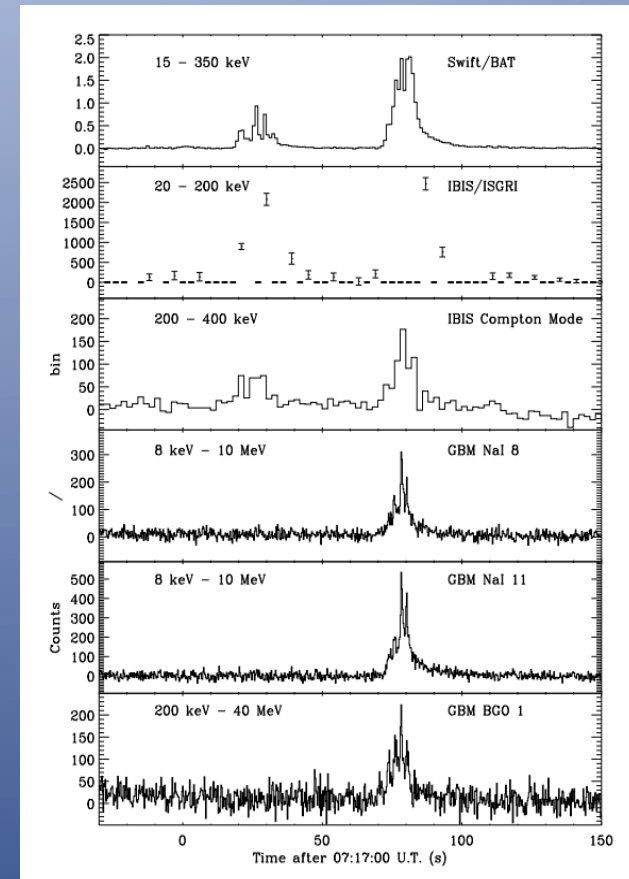 2.5
2.0
1.5
1.0
0.5
0.0
15 – 350 keV
Swift/BAT
2500
2000
1500
1000
500
0
20 – 200 keV
IBIS/ISGRI
200
150
100
50
0
200 – 400 keV
IBIS Compton Mode
300
200
100
0
8 keV – 10 MeV
GBM NaI 8
500
400
300
200
100
0
8 keV – 10 MeV
GBM NaI 11
200
150
100
50
0
200 keV – 40 MeV
GBM BGO 1
Counts / bin
0 50 100 150
Time after 07:17:00 U.T. (s)